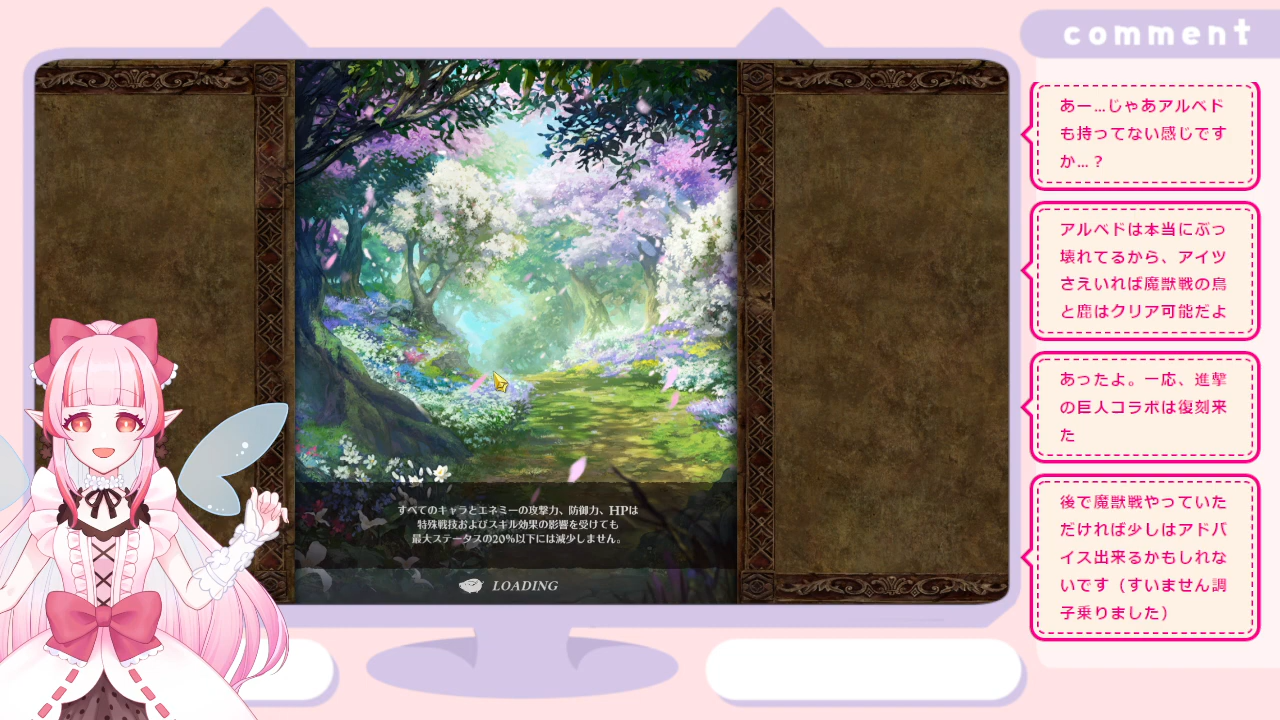 comment
あー…じゃあアルベド
も持ってない感じです
か…？
アルベドは本当にぶっ
壊れてるから、アイツ
さえいれば魔獣戦の鳥
と鹿はクリア可能だよ
あったよ。一応、進撃
の巨人コラボは復刻来
た
後で魔獣戦やっていた
だければ少しはアドバ
イス出来るかもしれな
いです（すいません調
子乗りました）
べてのキャラとエネミーの攻撃力、防御力、HPは
特殊戦技およびスキル効果の影響を受けても
最大ステータスの20%以下には減少しません。
LOADING